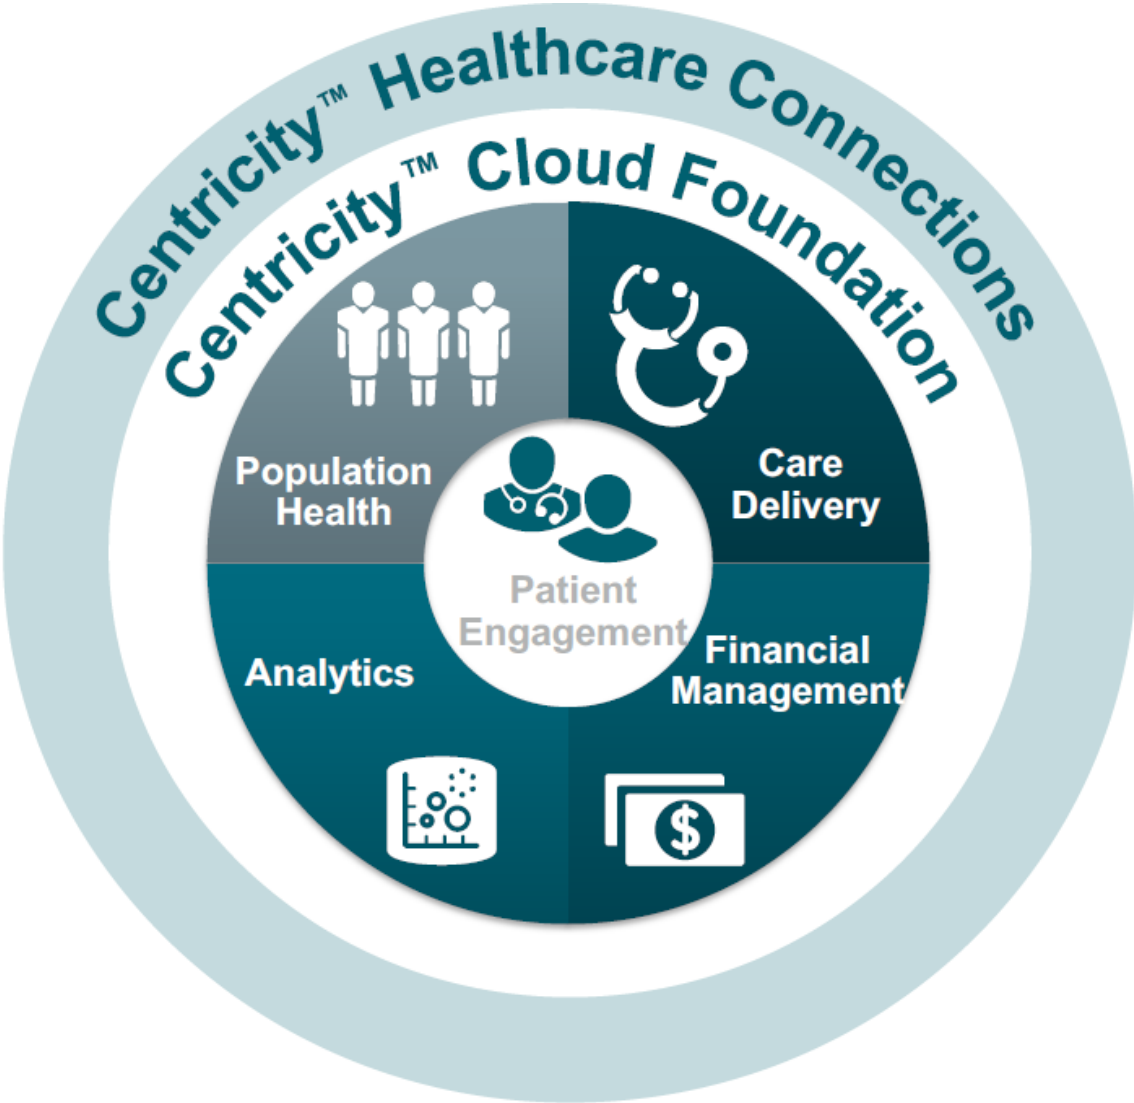 Centricity™ Healthcare Connections
Centricity™ Cloud Foundation
Population
Health
Care
Delivery
Patient
Engagement
Analytics
Financial
Management
$